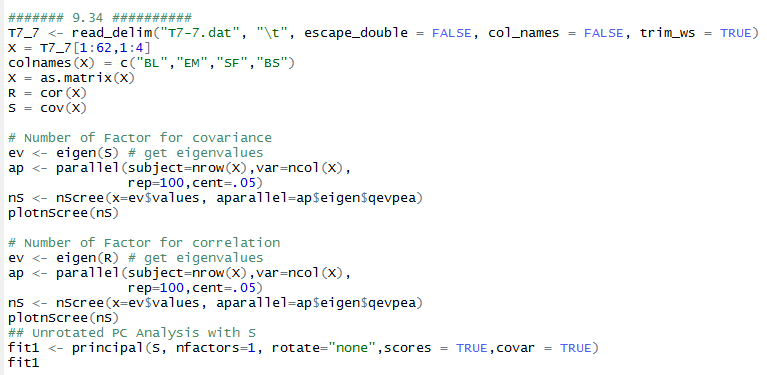 ####### 9.34 ##########
T7_7 <- read_delim("T7-7.dat", "\t", escape_double = FALSE, col_names = FALSE, trim_ws = TRUE)
X = T7_7[1:62,1:4]
colnames(X) = c("BL","EM","SF","BS")
X = as.matrix(X)
R = cor(X)
S = cov(X)
# Number of Factor for covariance
ev <- eigen(S) # get eigenvalues
ap <- parallel(subject=nrow(X),var=ncol(X),
rep=100,cent=.05)
nS <- nScree(x=ev$values, aparallel=ap$eigen$qevpea)
plotnScree(nS)
# Number of Factor for correlation
ev <- eigen(R) # get eigenvalues
ap <- parallel(subject=nrow(X),var=ncol(X),
rep=100,cent=.05)
nS <- nScree(x=ev$values, aparallel=ap$eigen$qevpea)
plotnScree(nS)
## Unrotated PC Analysis with S
fit1 <- principal(S, nfactors=1, rotate="none",scores = TRUE,covar = TRUE)
fit1